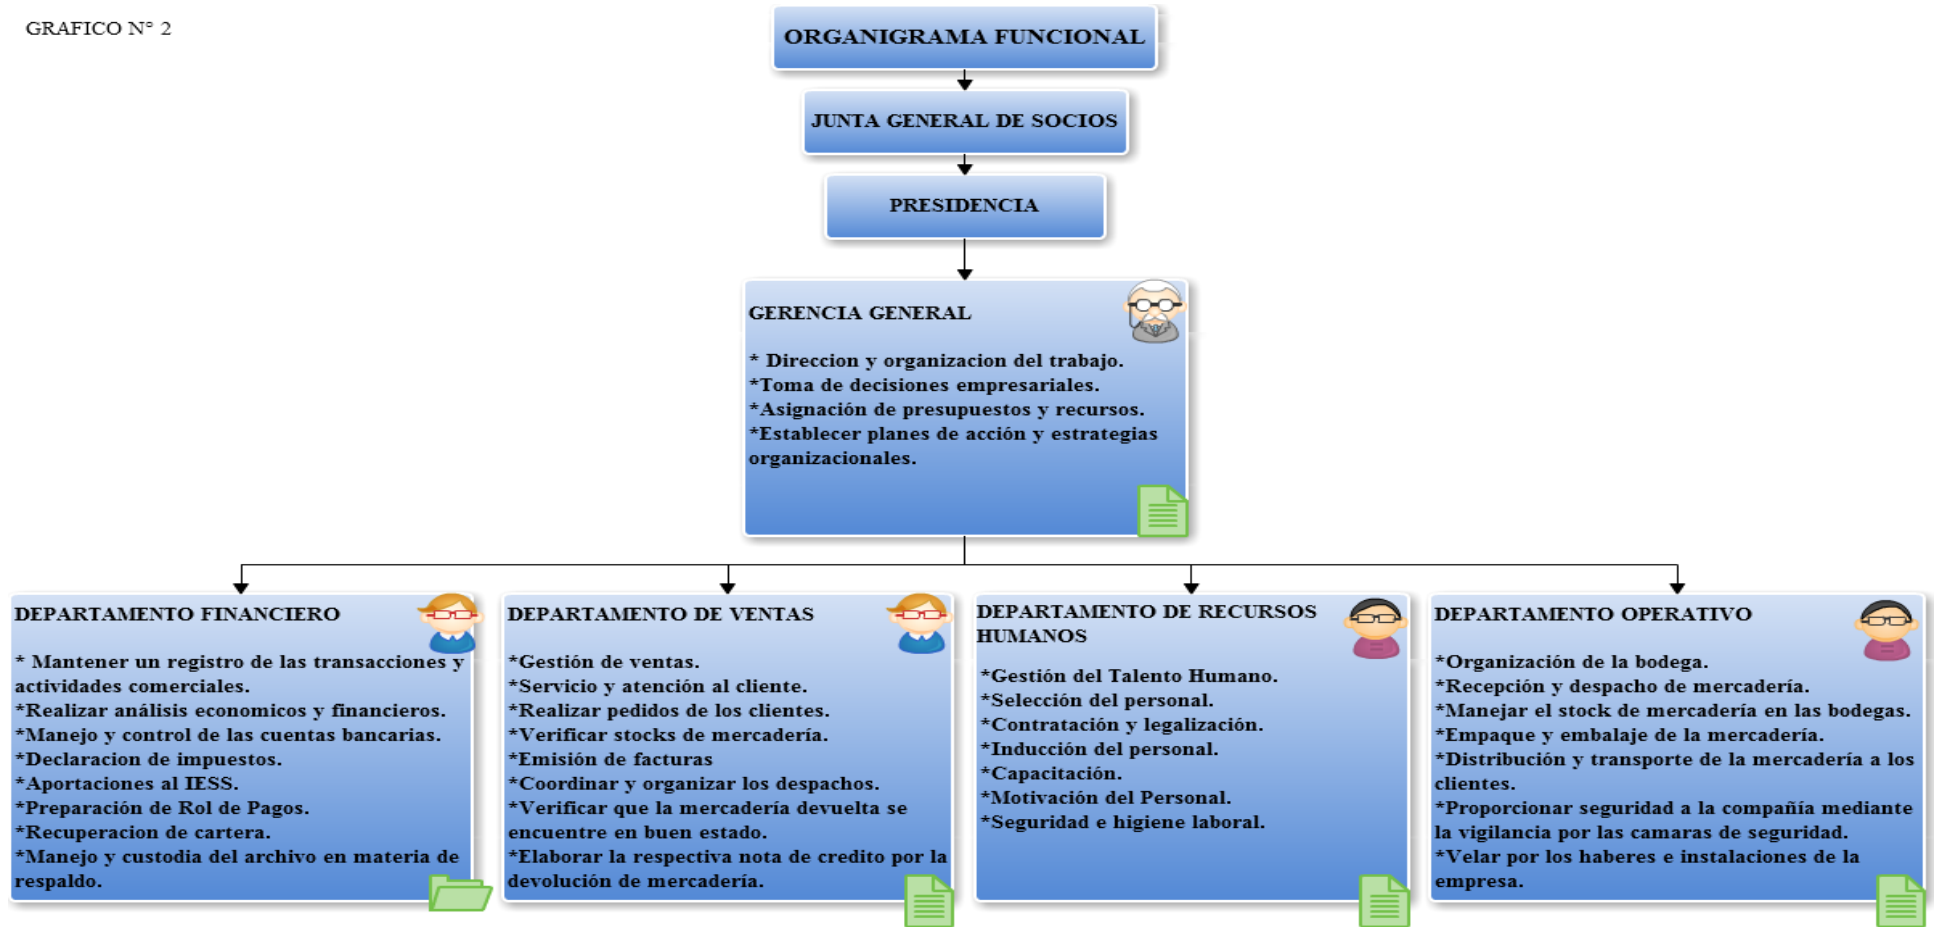 GRAFICO N° 2
ORGANIGRAMA FUNCIONAL
JUNTA GENERAL DE SOCIOS
PRESIDENCIA
GERENCIA GENERAL
* Direccion y organizacion del trabajo.
*Toma de decisiones empresariales.
*Asignación de presupuestos y recursos.
*Establecer planes de acción y estrategias
organizacionales.
DEPARTAMENTO FINANCIERO
* Mantener un registro de las transacciones y
actividades comerciales.
*Realizar análisis economicos y financieros.
*Manejo y control de las cuentas bancarias.
*Declaracion de impuestos.
*Aportaciones al IESS.
*Preparación de Rol de Pagos.
*Recuperacion de cartera.
*Manejo y custodia del archivo en materia de
respaldo.
DEPARTAMENTO DE VENTAS
*Gestión de ventas.
*Servicio y atención al cliente.
*Realizar pedidos de los clientes.
*Verificar stocks de mercadería.
*Emisión de facturas
*Coordinar y organizar los despachos.
*Verificar que la mercadería devuelta se
encuentre en buen estado.
*Elaborar la respectiva nota de credito por la
devolución de mercadería.
DEPARTAMENTO DE RECURSOS
HUMANOS
*Gestión del Talento Humano.
*Selección del personal.
*Contratación y legalización.
*Inducción del personal.
*Capacitación.
*Motivación del Personal.
*Seguridad e higiene laboral.
DEPARTAMENTO OPERATIVO
*Organización de la bodega.
*Recepción y despacho de mercadería.
*Manejar el stock de mercadería en las bodegas.
*Empaque y embalaje de la mercadería.
*Distribución y transporte de la mercadería a los
clientes.
*Proporcionar seguridad a la compañía mediante
la vigilancia por las camaras de seguridad.
*Velar por los haberes e instalaciones de la
empresa.